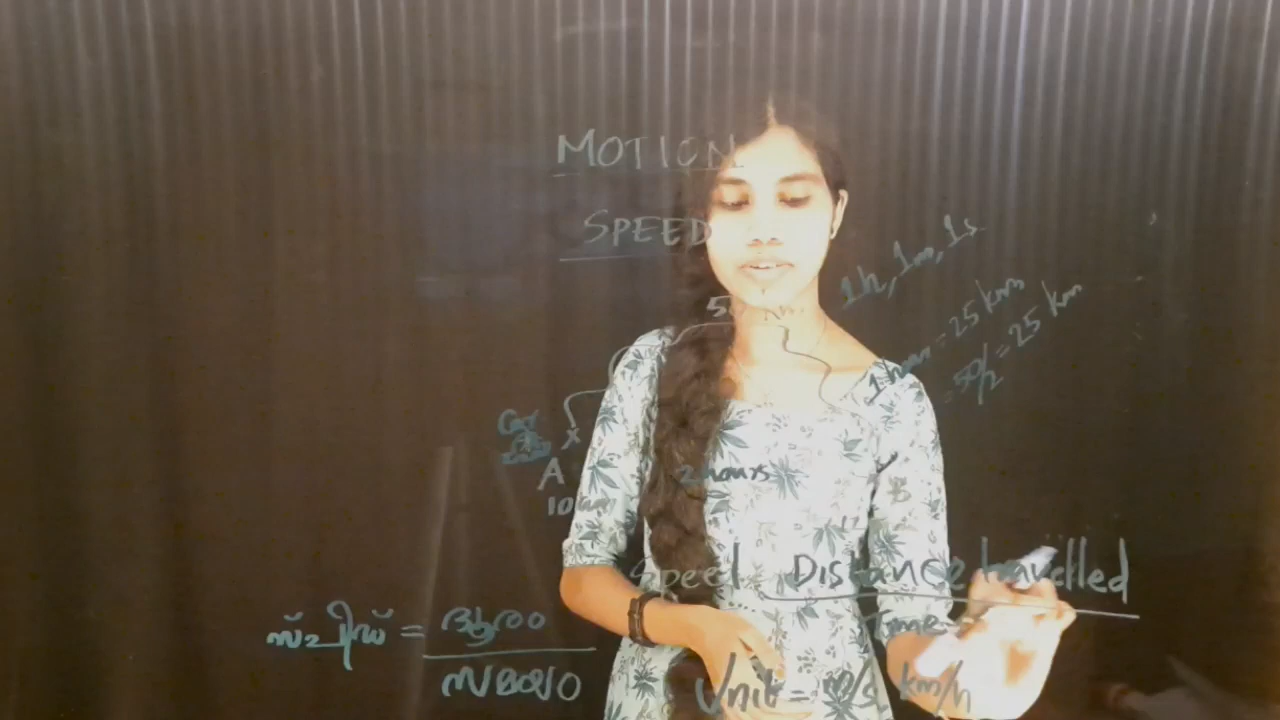 MOTION
SPEED
1h, 1m, 1s
1 hour = 25 km
= 50/2 = 25 km
Car
A
2 hours
B
Speed = Distance travelled
Time
സ്പീഡ് = ദൂരം
സമയം
Unit = m/s, km/h